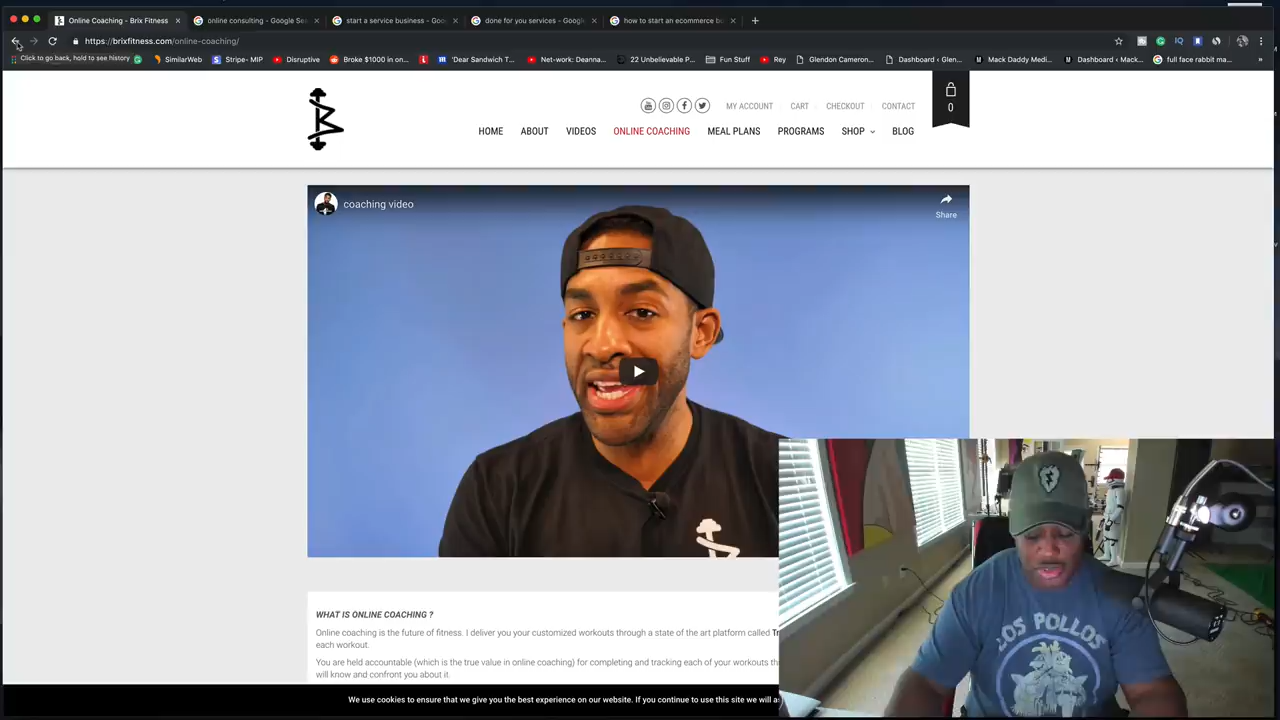 Online Coaching - Brix Fitness
online consulting - Google Sea
start a service business - Goo
done for you services - Google
how to start an ecommerce bu
https://brixfitness.com/online-coaching/
Click to go back, hold to see history
SimilarWeb
Stripe- MIP
Disruptive
Broke $1000 in on...
'Dear Sandwich T...
Net-work: Deanna...
22 Unbelievable P...
Fun Stuff
Rey
Glendon Cameron...
Dashboard ‹ Glen...
Mack Daddy Medi...
Dashboard ‹ Mack...
full face rabbit ma...
MY ACCOUNT
CART
CHECKOUT
CONTACT
0
HOME
ABOUT
VIDEOS
ONLINE COACHING
MEAL PLANS
PROGRAMS
SHOP
BLOG
coaching video
Share
WHAT IS ONLINE COACHING ?
Online coaching is the future of fitness. I deliver you your customized workouts through a state of the art platform called Tr
each workout.
You are held accountable (which is the true value in online coaching) for completing and tracking each of your workouts
will know and confront you about it.
We use cookies to ensure that we give you the best experience on our website. If you continue to use this site we will
LOS POLLOS